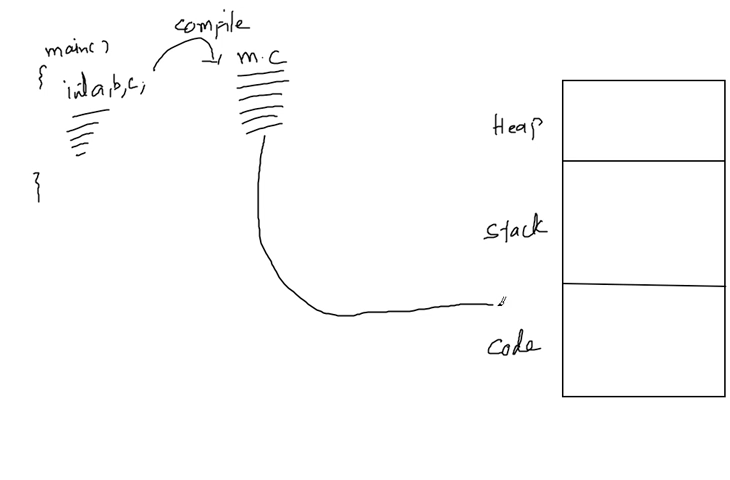 compile
main()
{
int a,b,c;
}
m.c
Heap
stack
code